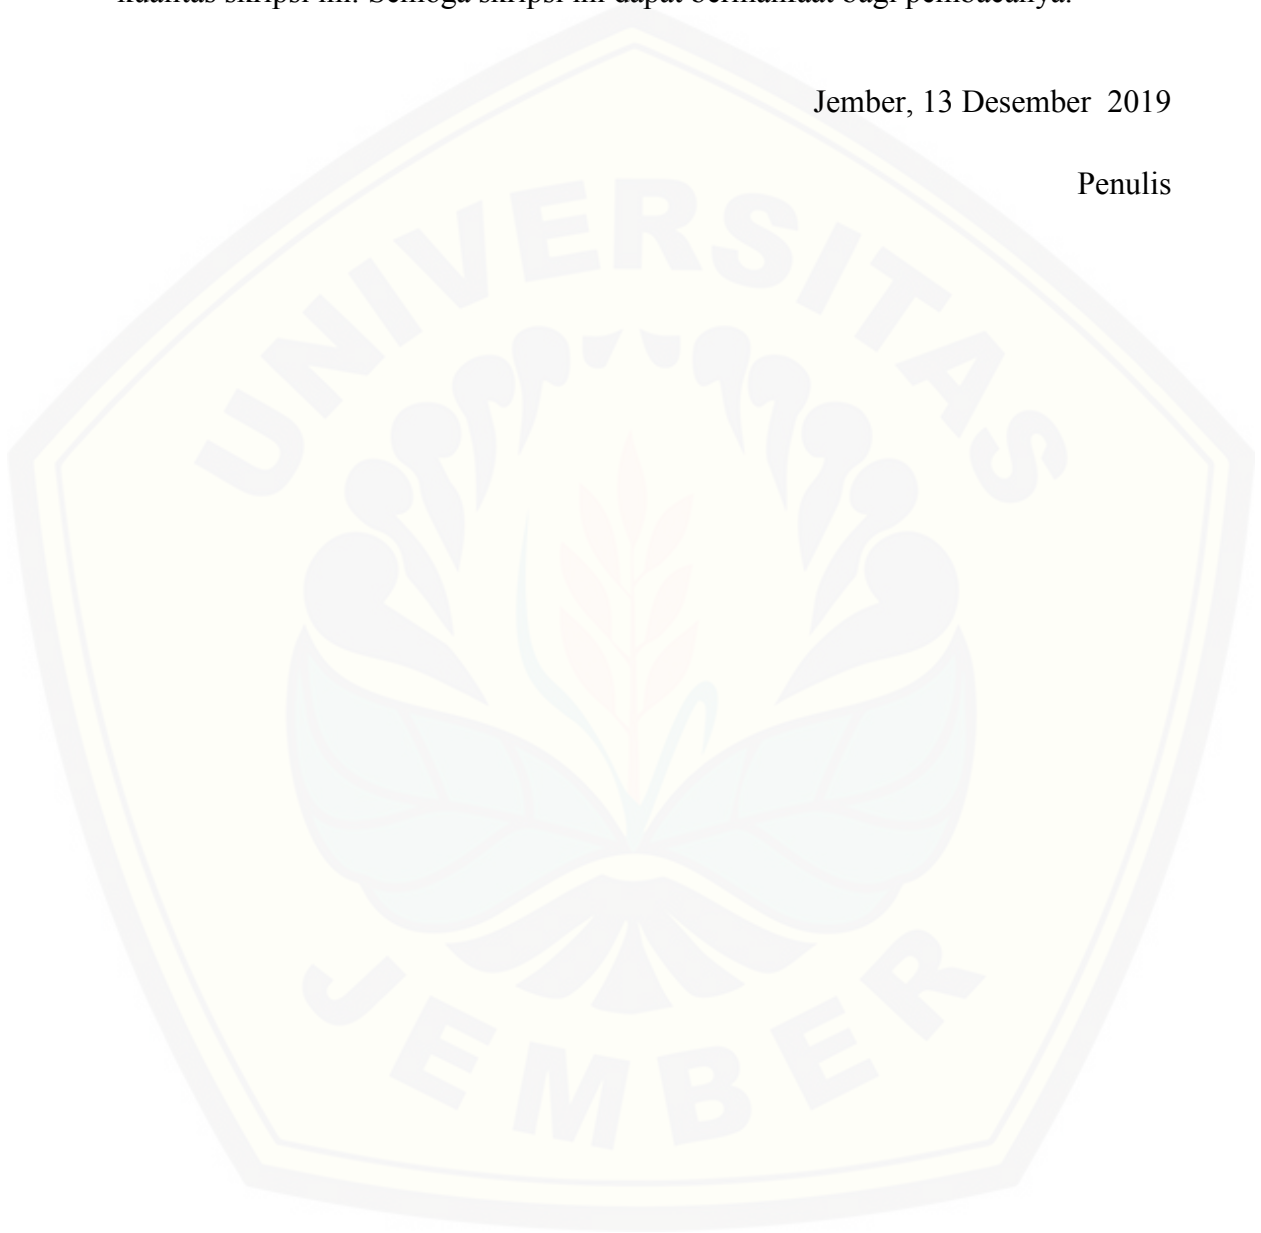 kualitas skripsi ini. Semoga skripsi ini dapat bermanfaat bagi pembacanya.
Jember, 13 Desember  2019
Penulis
UNIVERSITAS
JEMBER